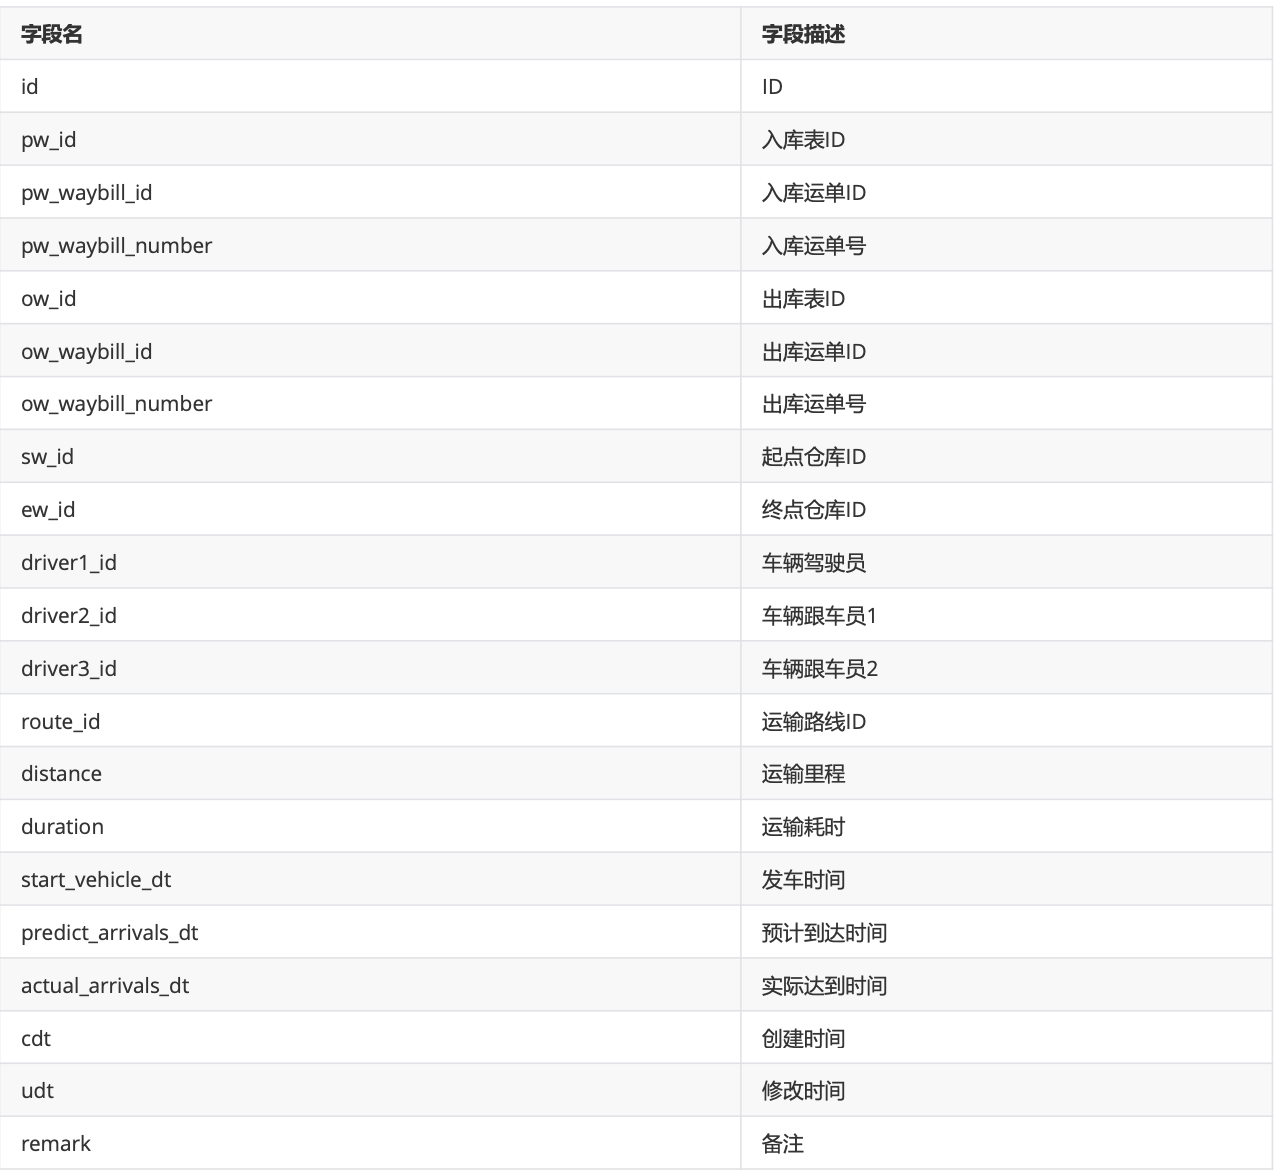 字段名 字段描述
id ID
pw_id 入库表ID
pw_waybill_id 入库运单ID
pw_waybill_number 入库运单号
ow_id 出库表ID
ow_waybill_id 出库运单ID
ow_waybill_number 出库运单号
sw_id 起点仓库ID
ew_id 终点仓库ID
driver1_id 车辆驾驶员
driver2_id 车辆跟车员1
driver3_id 车辆跟车员2
route_id 运输路线ID
distance 运输里程
duration 运输耗时
start_vehicle_dt 发车时间
predict_arrivals_dt 预计到达时间
actual_arrivals_dt 实际达到时间
cdt 创建时间
udt 修改时间
remark 备注